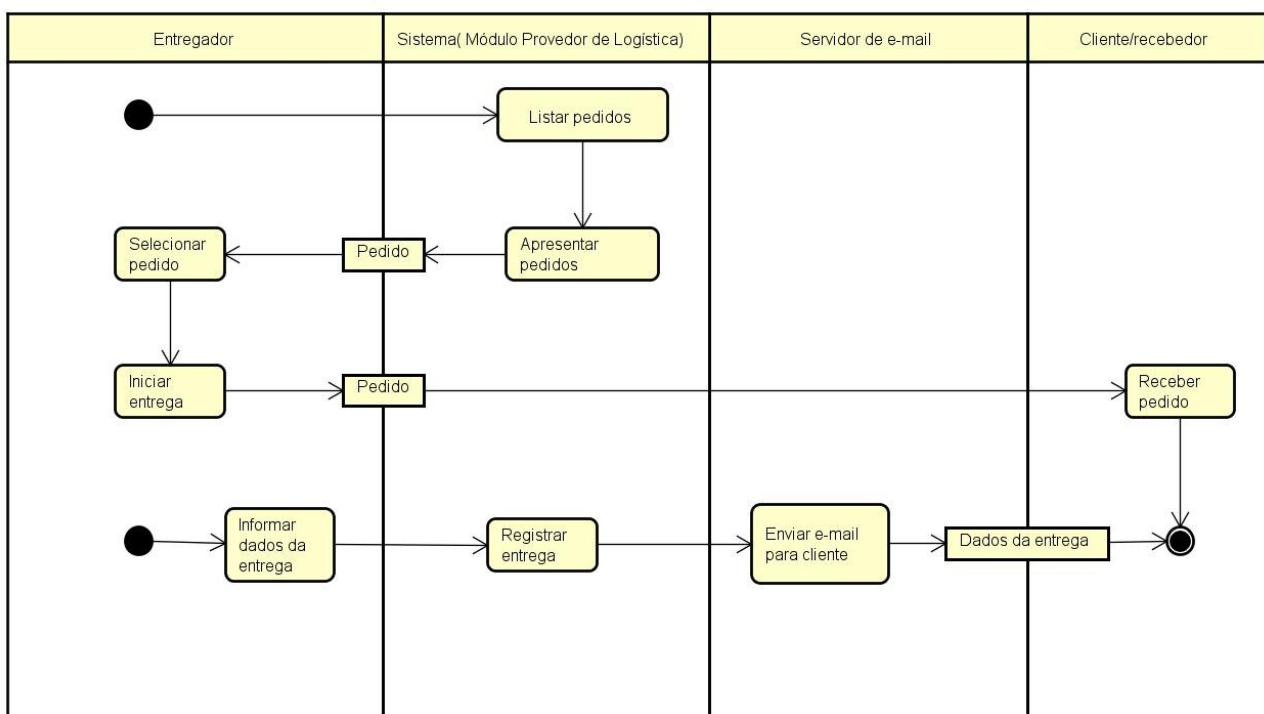 Entregador
Sistema( Módulo Provedor de Logística)
Servidor de e-mail
Cliente/recebedor
Listar pedidos
Selecionar
pedido
Pedido
Apresentar
pedidos
Iniciar
entrega
Pedido
Receber
pedido
Informar
dados da
entrega
Registrar
entrega
Enviar e-mail
para cliente
Dados da entrega